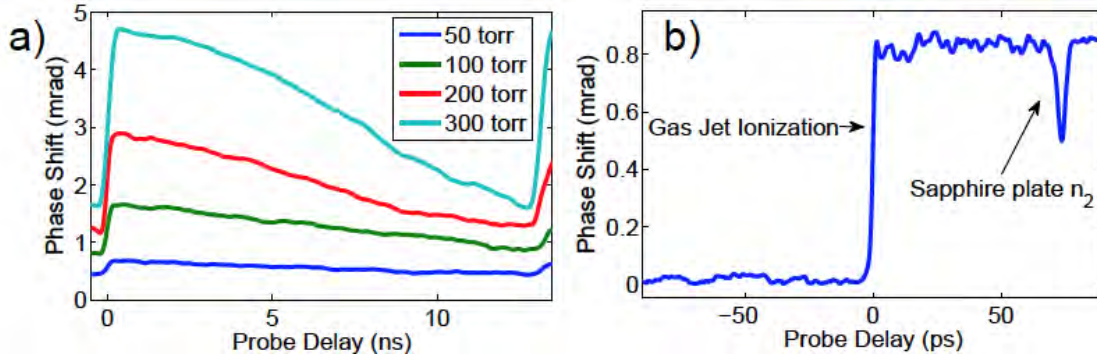 a)
Phase Shift (mrad)
5
4
3
2
1
0
0
5
10
Probe Delay (ns)
50 torr
100 torr
200 torr
300 torr
b)
Phase Shift (mrad)
0.8
0.6
0.4
0.2
0
−50
0
50
Probe Delay (ps)
Gas Jet Ionization
Sapphire plate n2